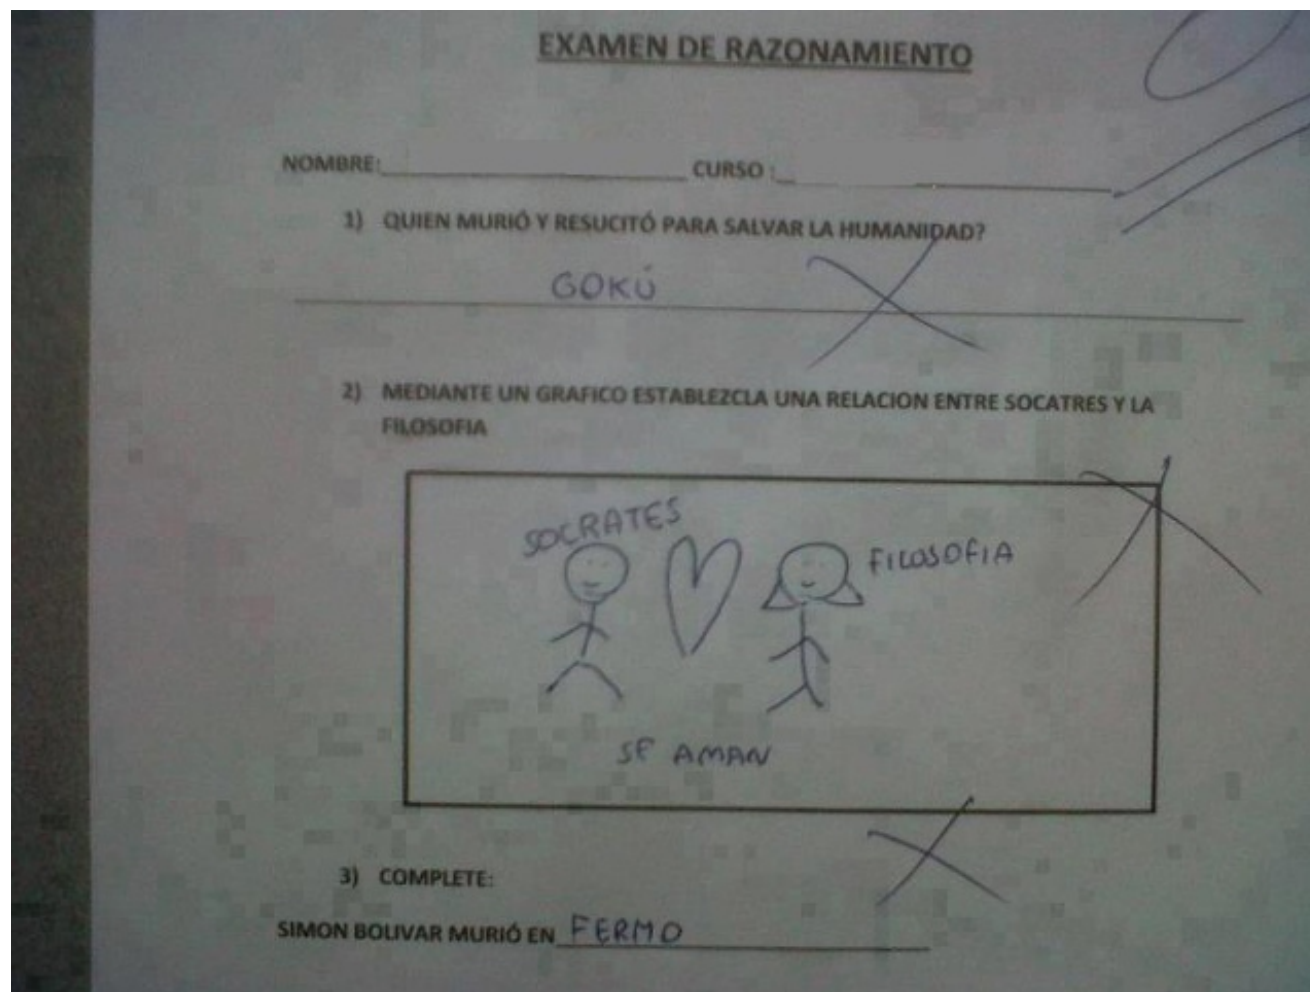 EXAMEN DE RAZONAMIENTO
NOMBRE: CURSO :
1) QUIEN MURIÓ Y RESUCITÓ PARA SALVAR LA HUMANIDAD?
GOKÚ
2) MEDIANTE UN GRAFICO ESTABLEZCLA UNA RELACION ENTRE SOCATRES Y LA
FILOSOFIA
SOCRATES
FILOSOFIA
SE AMAN
3) COMPLETE:
SIMON BOLIVAR MURIÓ EN FERMO